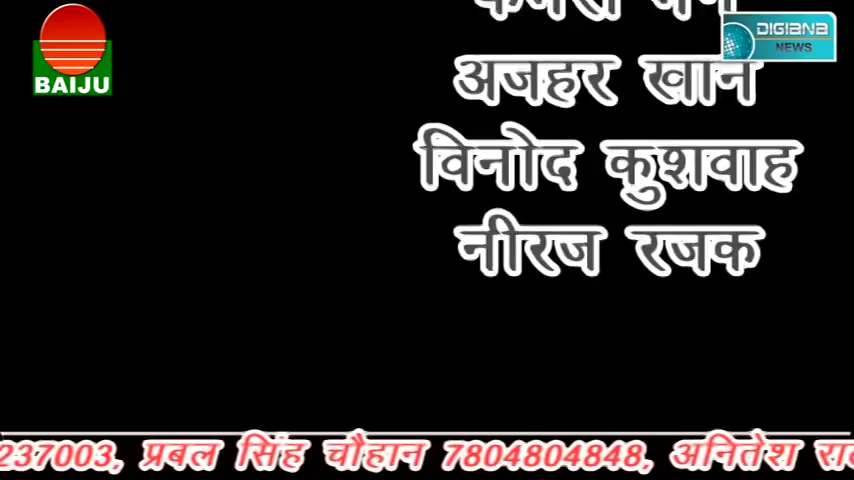 DIGIANA
NEWS
BAIJU
अजहर खान
विनोद कुशवाह
नीरज रजक
237003, प्रबल सिंह चौहान 7804804848, अनितेश